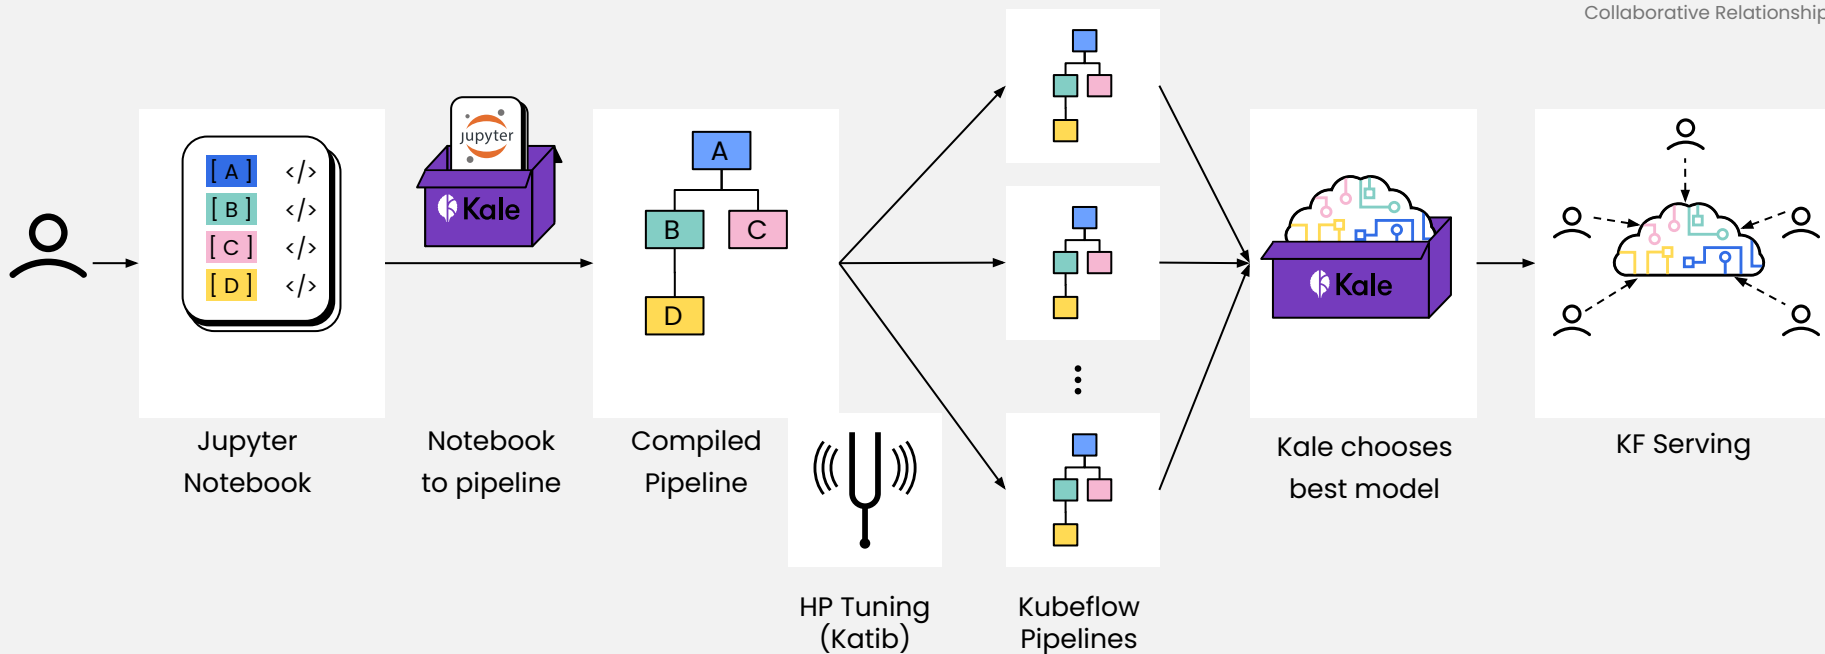 Collaborative Relationship
[ A ] </>
[ B ] </>
[ C ] </>
[ D ] </>
Jupyter
Notebook
jupyter
Kale
Notebook
to pipeline
A
B C
D
Compiled
Pipeline
HP Tuning
(Katib)
Kubeflow
Pipelines
Kale
Kale chooses
best model
KF Serving